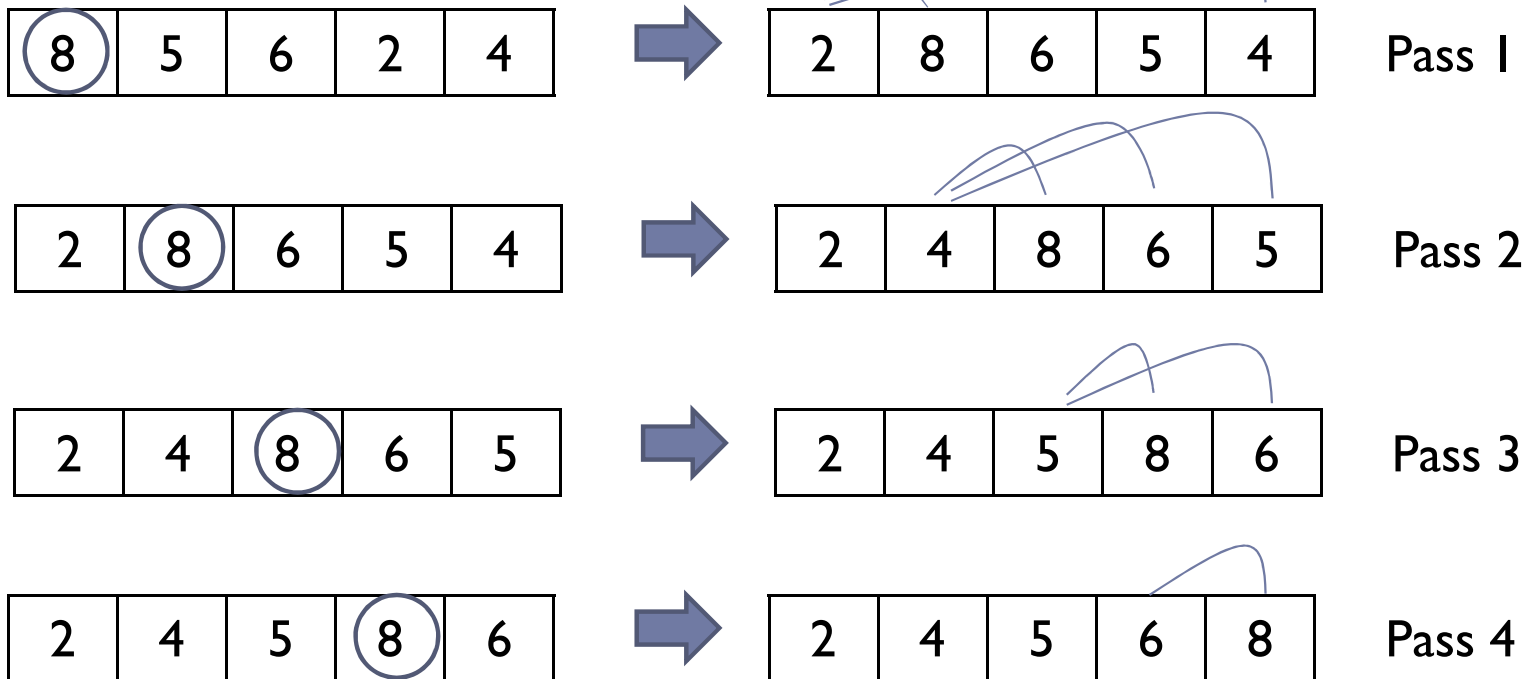 8 5 6 2 4 2 8 6 5 4 Pass 1
2 8 6 5 4 2 4 8 6 5 Pass 2
2 4 8 6 5 2 4 5 8 6 Pass 3
2 4 5 8 6 2 4 5 6 8 Pass 4